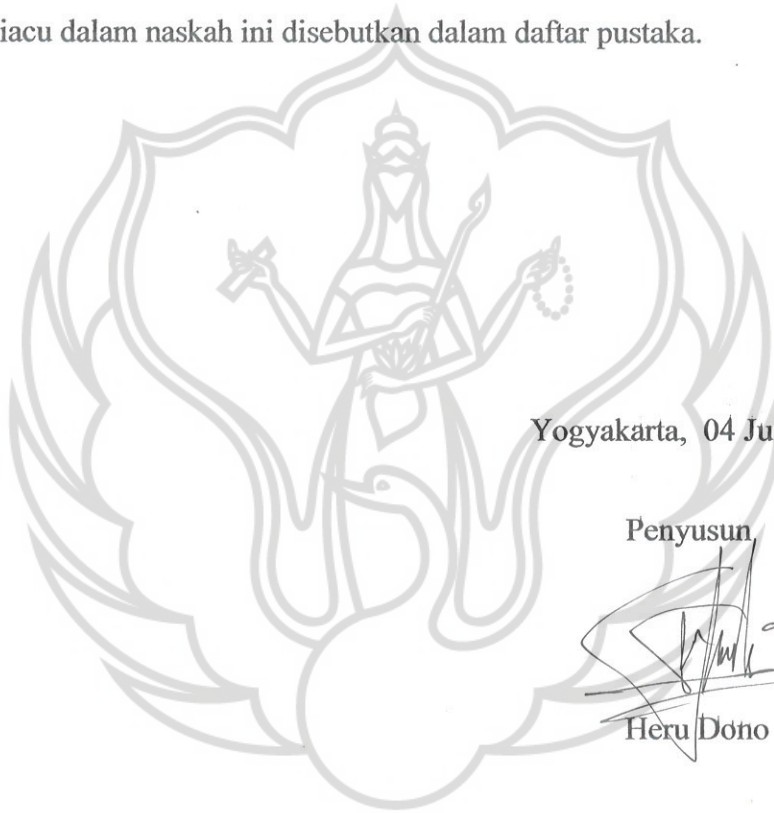 iacu dalam naskah ini disebutkan dalam daftar pustaka.
Yogyakarta, 04 Ju
Penyusun,
Heru Dono